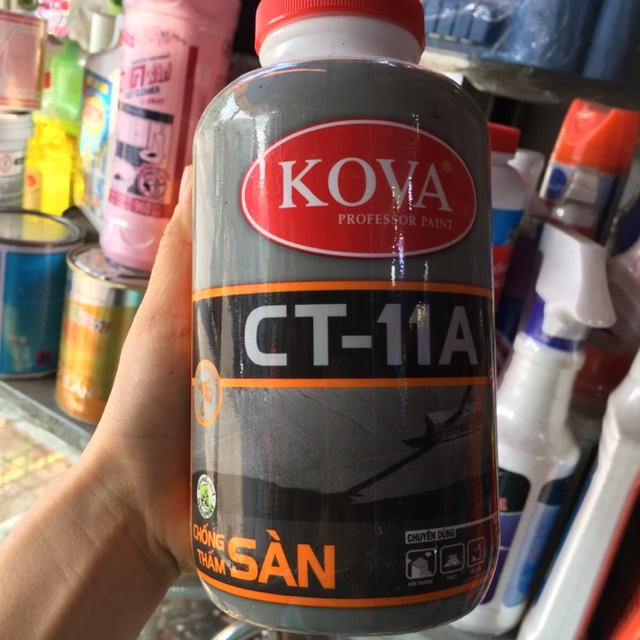 KOVA®
PROFESSOR PAINT
CT-11A
CHỐNG
THẤM SÀN
CHUYÊN DÙNG